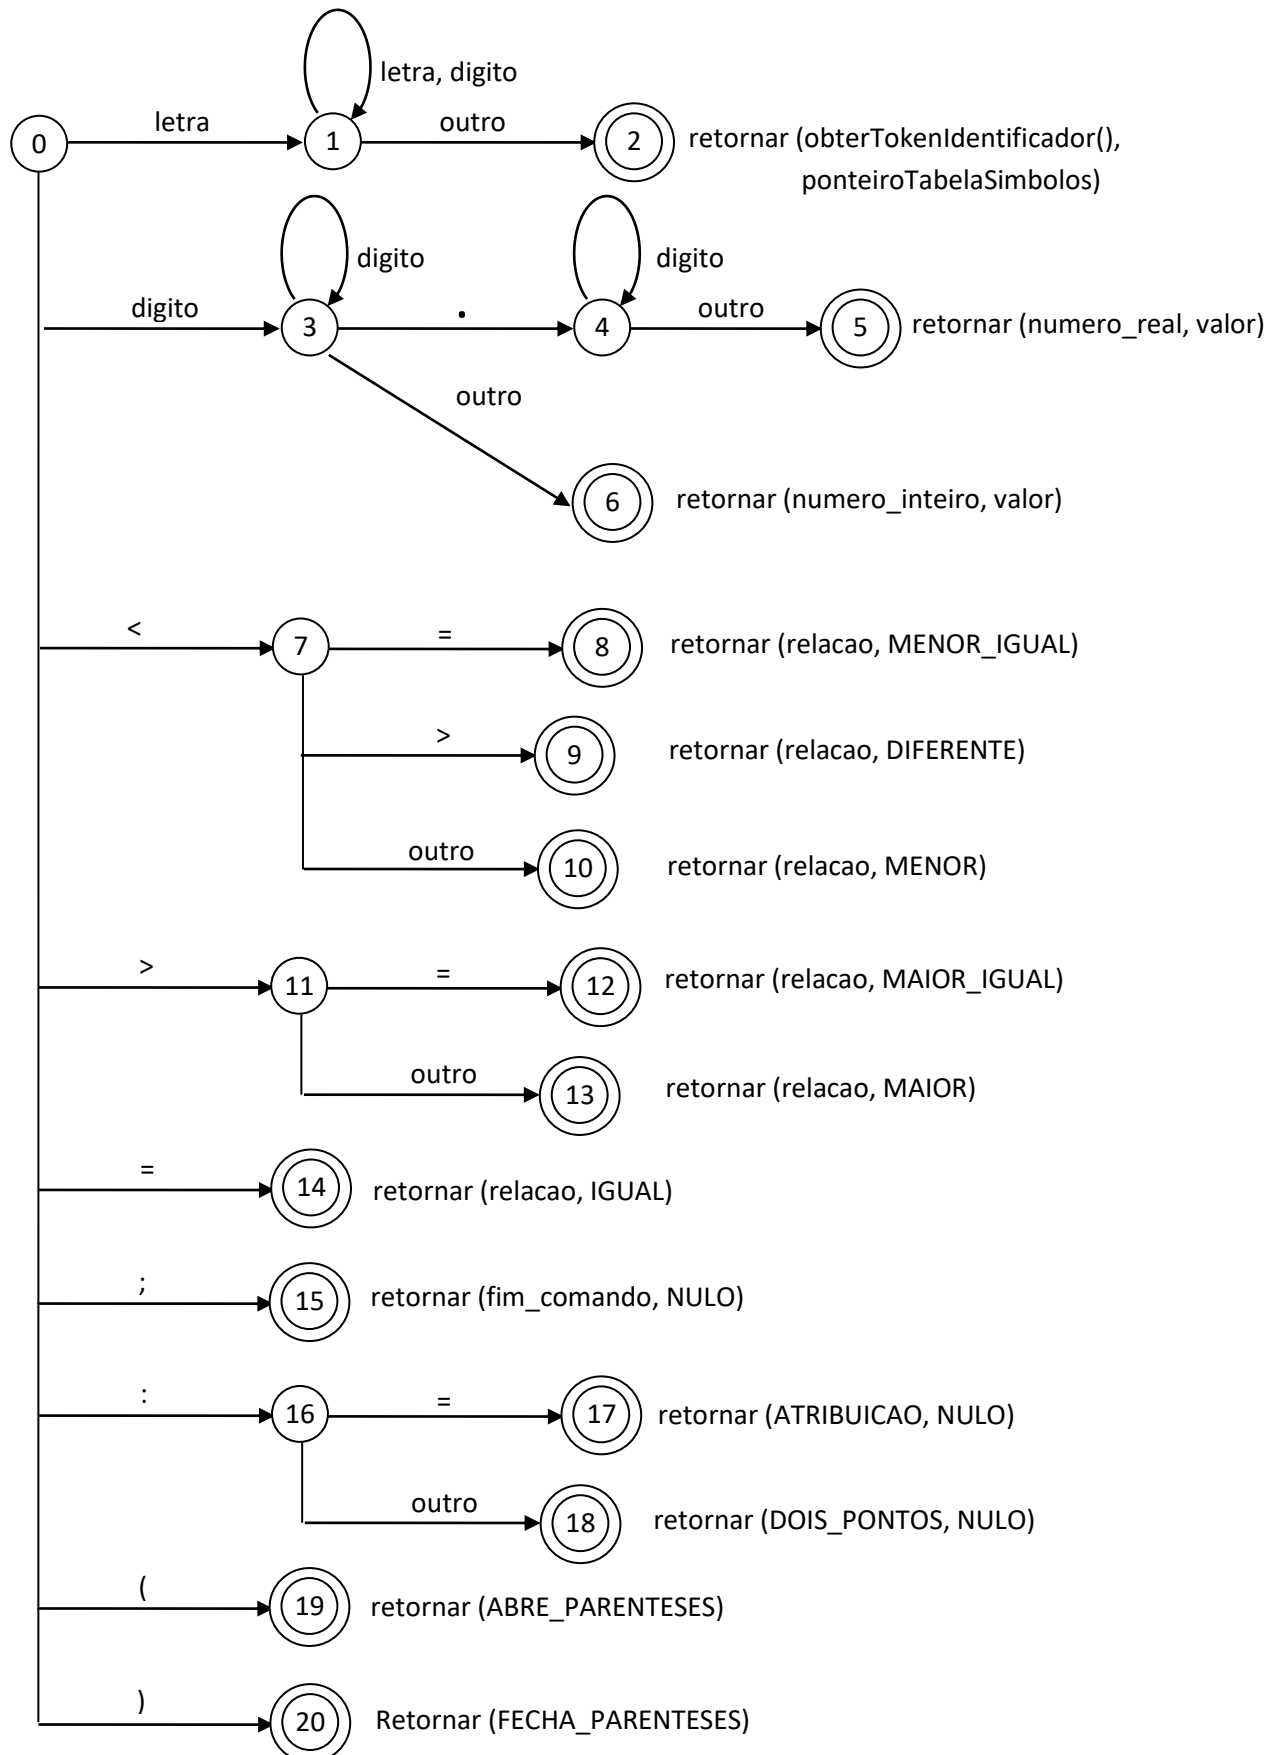 letra, digito
letra
outro
0
1
2
retornar (obterTokenIdentificador(),
ponteiroTabelaSimbolos)
digito
digito
digito
.
outro
3
4
5
retornar (numero_real, valor)
outro
6
retornar (numero_inteiro, valor)
<
7
=
8
retornar (relacao, MENOR_IGUAL)
>
9
retornar (relacao, DIFERENTE)
outro
10
retornar (relacao, MENOR)
>
11
=
12
retornar (relacao, MAIOR_IGUAL)
outro
13
retornar (relacao, MAIOR)
=
14
retornar (relacao, IGUAL)
;
15
retornar (fim_comando, NULO)
:
16
=
17
retornar (ATRIBUICAO, NULO)
outro
18
retornar (DOIS_PONTOS, NULO)
(
19
retornar (ABRE_PARENTESES)
)
20
Retornar (FECHA_PARENTESES)